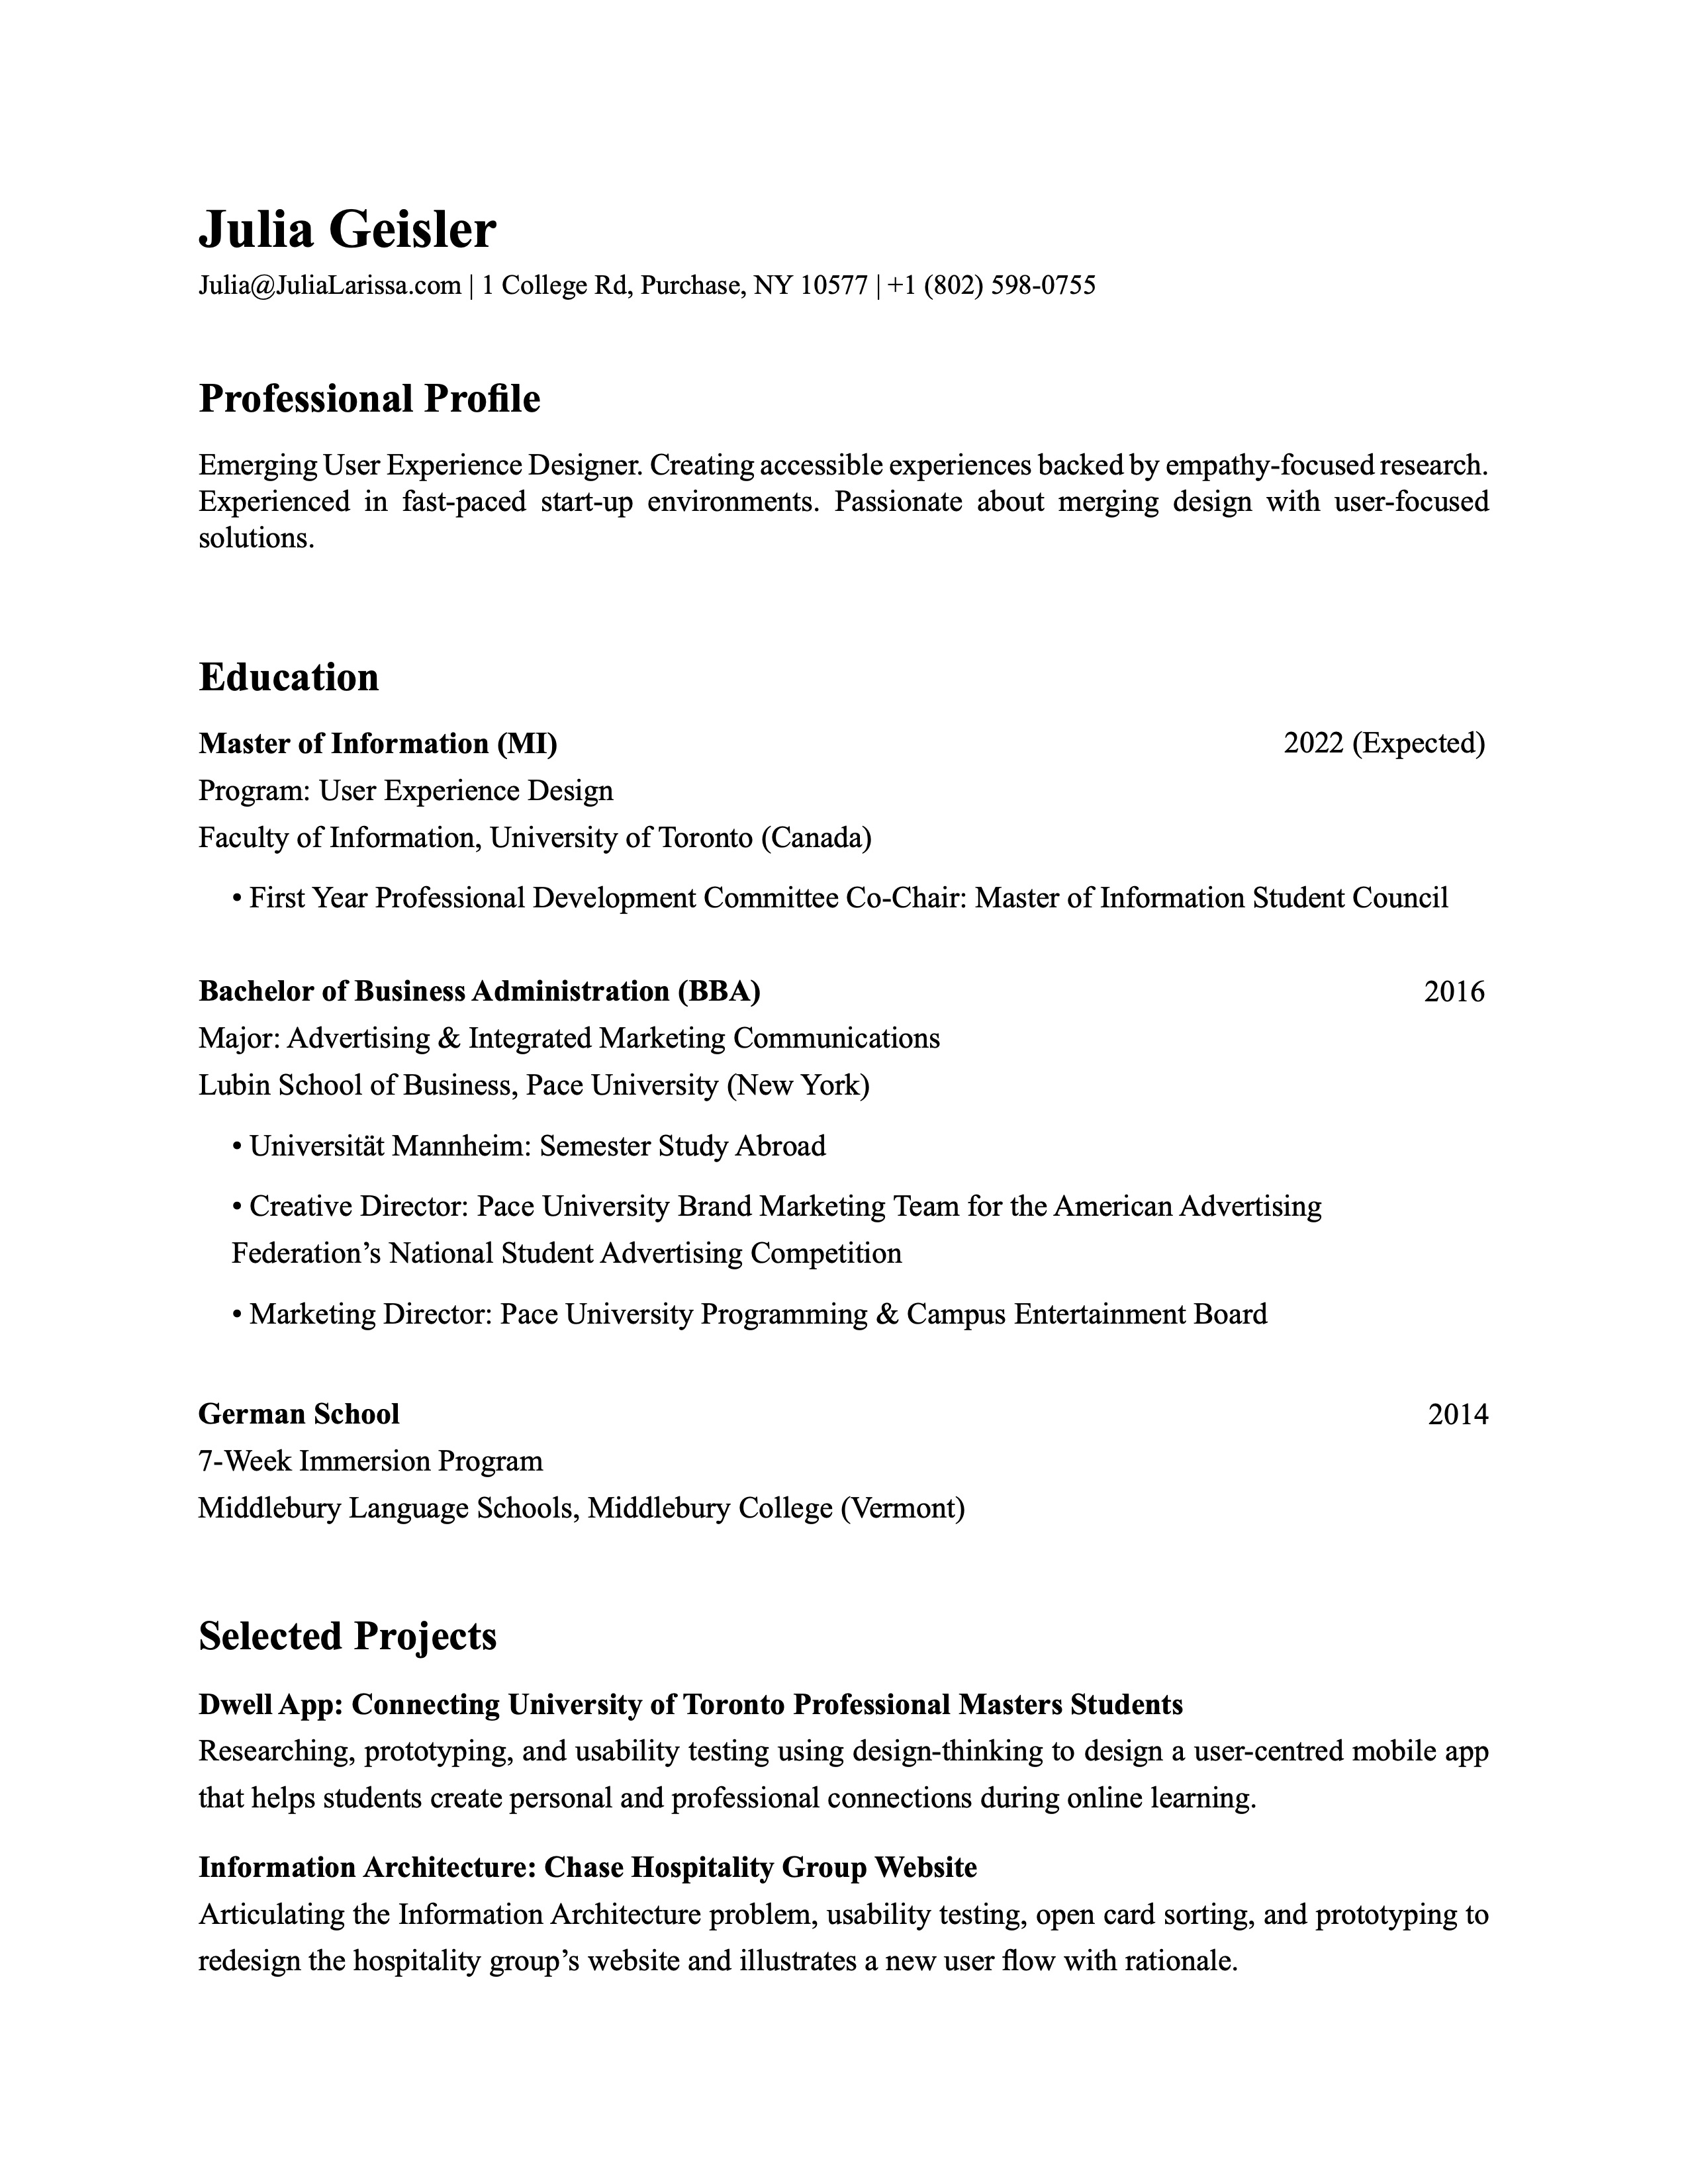 Julia Geisler
Julia@JuliaLarissa.com | 1 College Rd, Purchase, NY 10577 | +1 (802) 598-0755
Professional Profile
Emerging User Experience Designer. Creating accessible experiences backed by empathy-focused research.
Experienced in fast-paced start-up environments. Passionate about merging design with user-focused
solutions.
Education
Master of Information (MI) 2022 (Expected)
Program: User Experience Design
Faculty of Information, University of Toronto (Canada)
• First Year Professional Development Committee Co-Chair: Master of Information Student Council
Bachelor of Business Administration (BBA) 2016
Major: Advertising & Integrated Marketing Communications
Lubin School of Business, Pace University (New York)
• Universität Mannheim: Semester Study Abroad
• Creative Director: Pace University Brand Marketing Team for the American Advertising
Federation’s National Student Advertising Competition
• Marketing Director: Pace University Programming & Campus Entertainment Board
German School 2014
7-Week Immersion Program
Middlebury Language Schools, Middlebury College (Vermont)
Selected Projects
Dwell App: Connecting University of Toronto Professional Masters Students
Researching, prototyping, and usability testing using design-thinking to design a user-centred mobile app
that helps students create personal and professional connections during online learning.
Information Architecture: Chase Hospitality Group Website
Articulating the Information Architecture problem, usability testing, open card sorting, and prototyping to
redesign the hospitality group’s website and illustrates a new user flow with rationale.